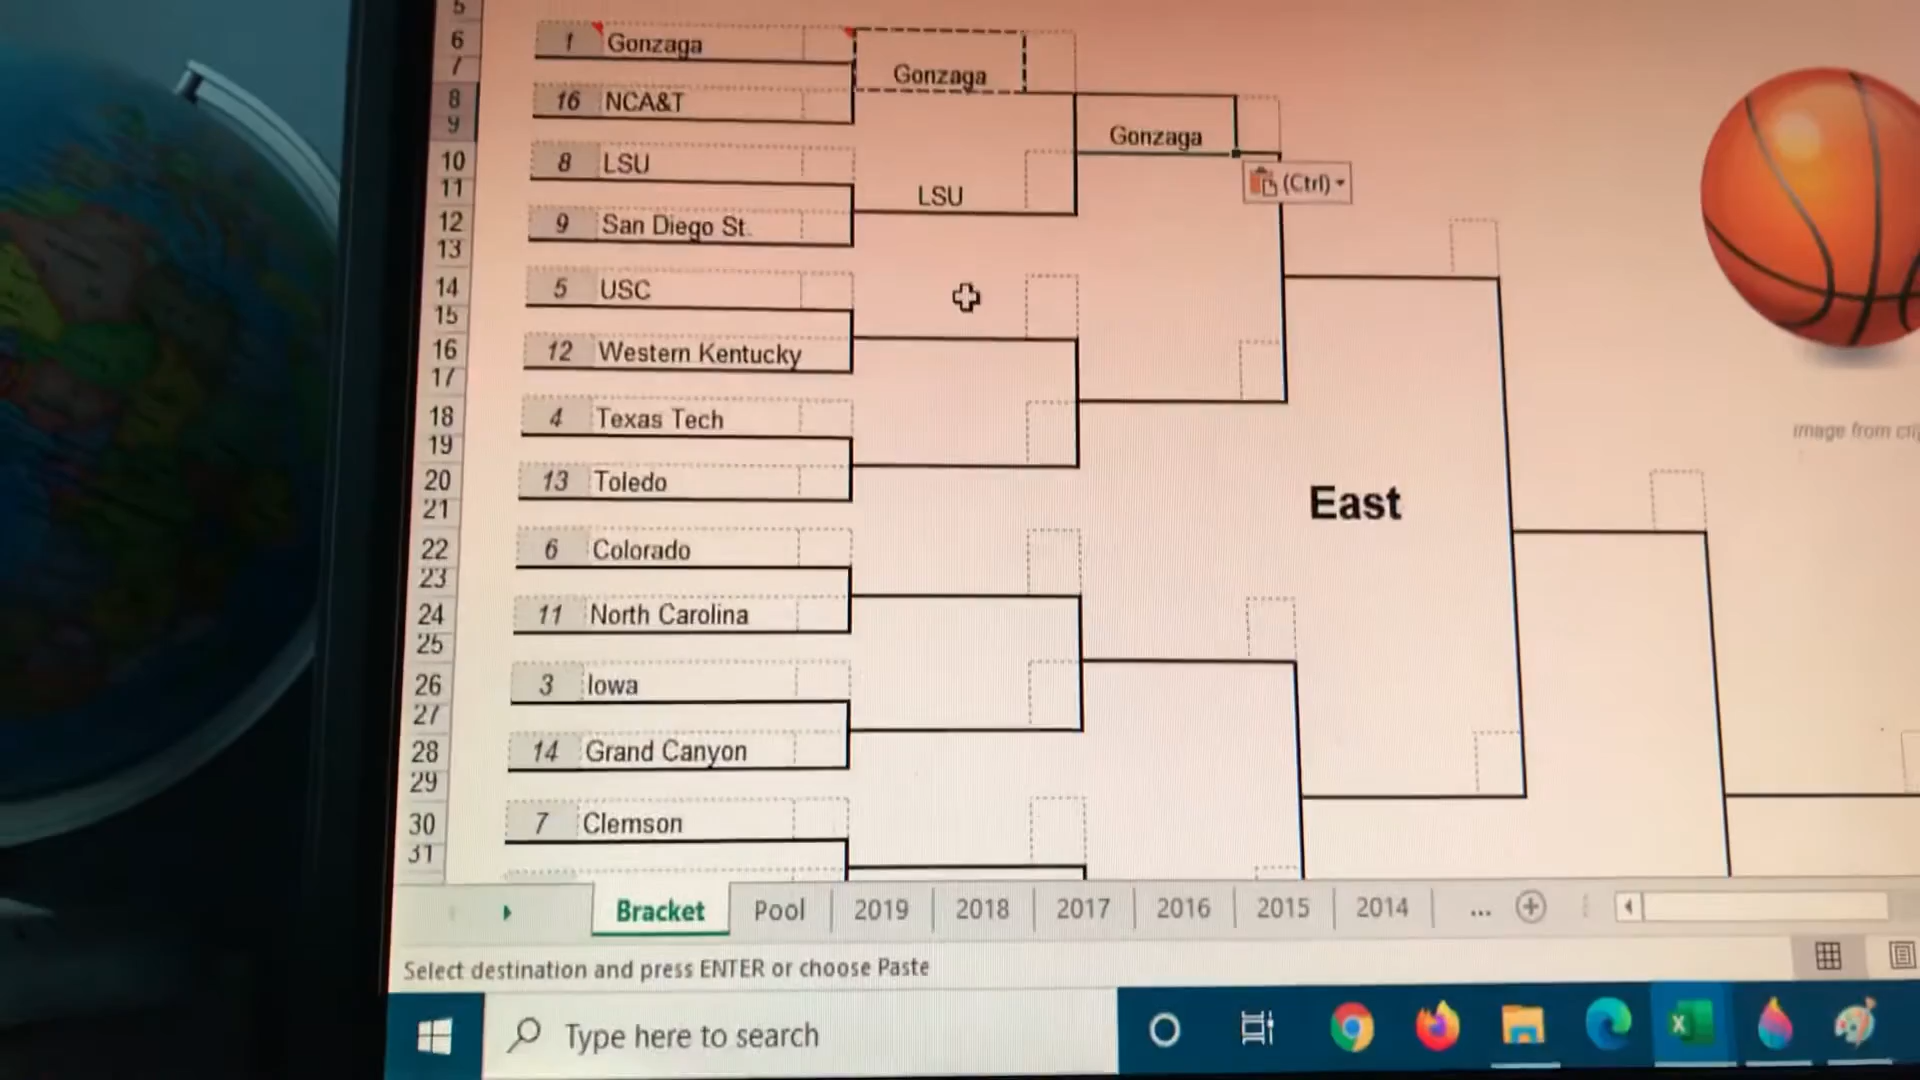 5
6
1 Gonzaga
Gonzaga
7
8
16 NCA&T
9
Gonzaga
10
8 LSU
(Ctrl)
11
LSU
12
9 San Diego St.
13
14
5 USC
15
16
12 Western Kentucky
17
18
4 Texas Tech
19
20
13 Toledo
21
East
22
6 Colorado
23
24
11 North Carolina
25
26
3 Iowa
27
28
14 Grand Canyon
29
30
7 Clemson
31
image from
Bracket Pool 2019 2018 2017 2016 2015 2014 ...
Select destination and press ENTER or choose Paste
Type here to search